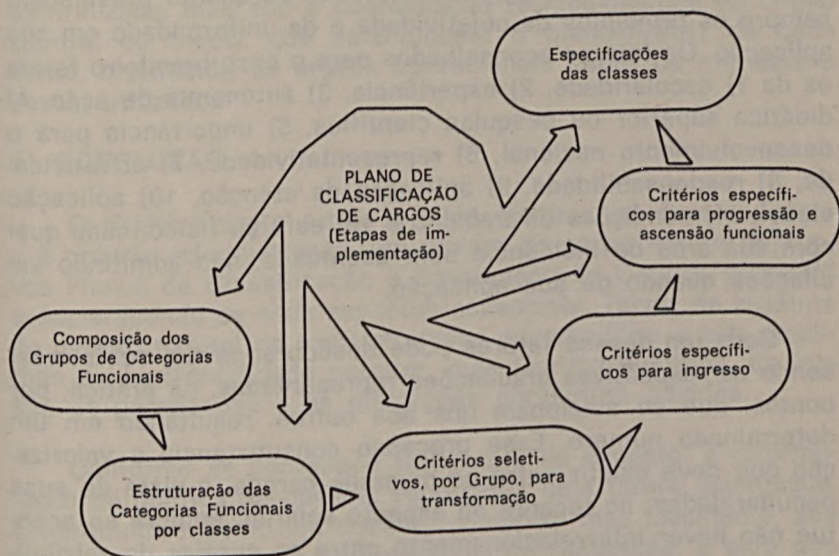 Especificações
das classes
PLANO DE
CLASSIFICAÇÃO
DE CARGOS
(Etapas de im-
plementação)
Critérios específi-
cos para progressão
ascensão funcionais
Composição dos
Grupos de Categorias
Funcionais
Critérios específi-
cos para ingresso
Estruturação das
Categorias Funcionais
por classes
Critérios seleti-
vos, por Grupo, para
transformação